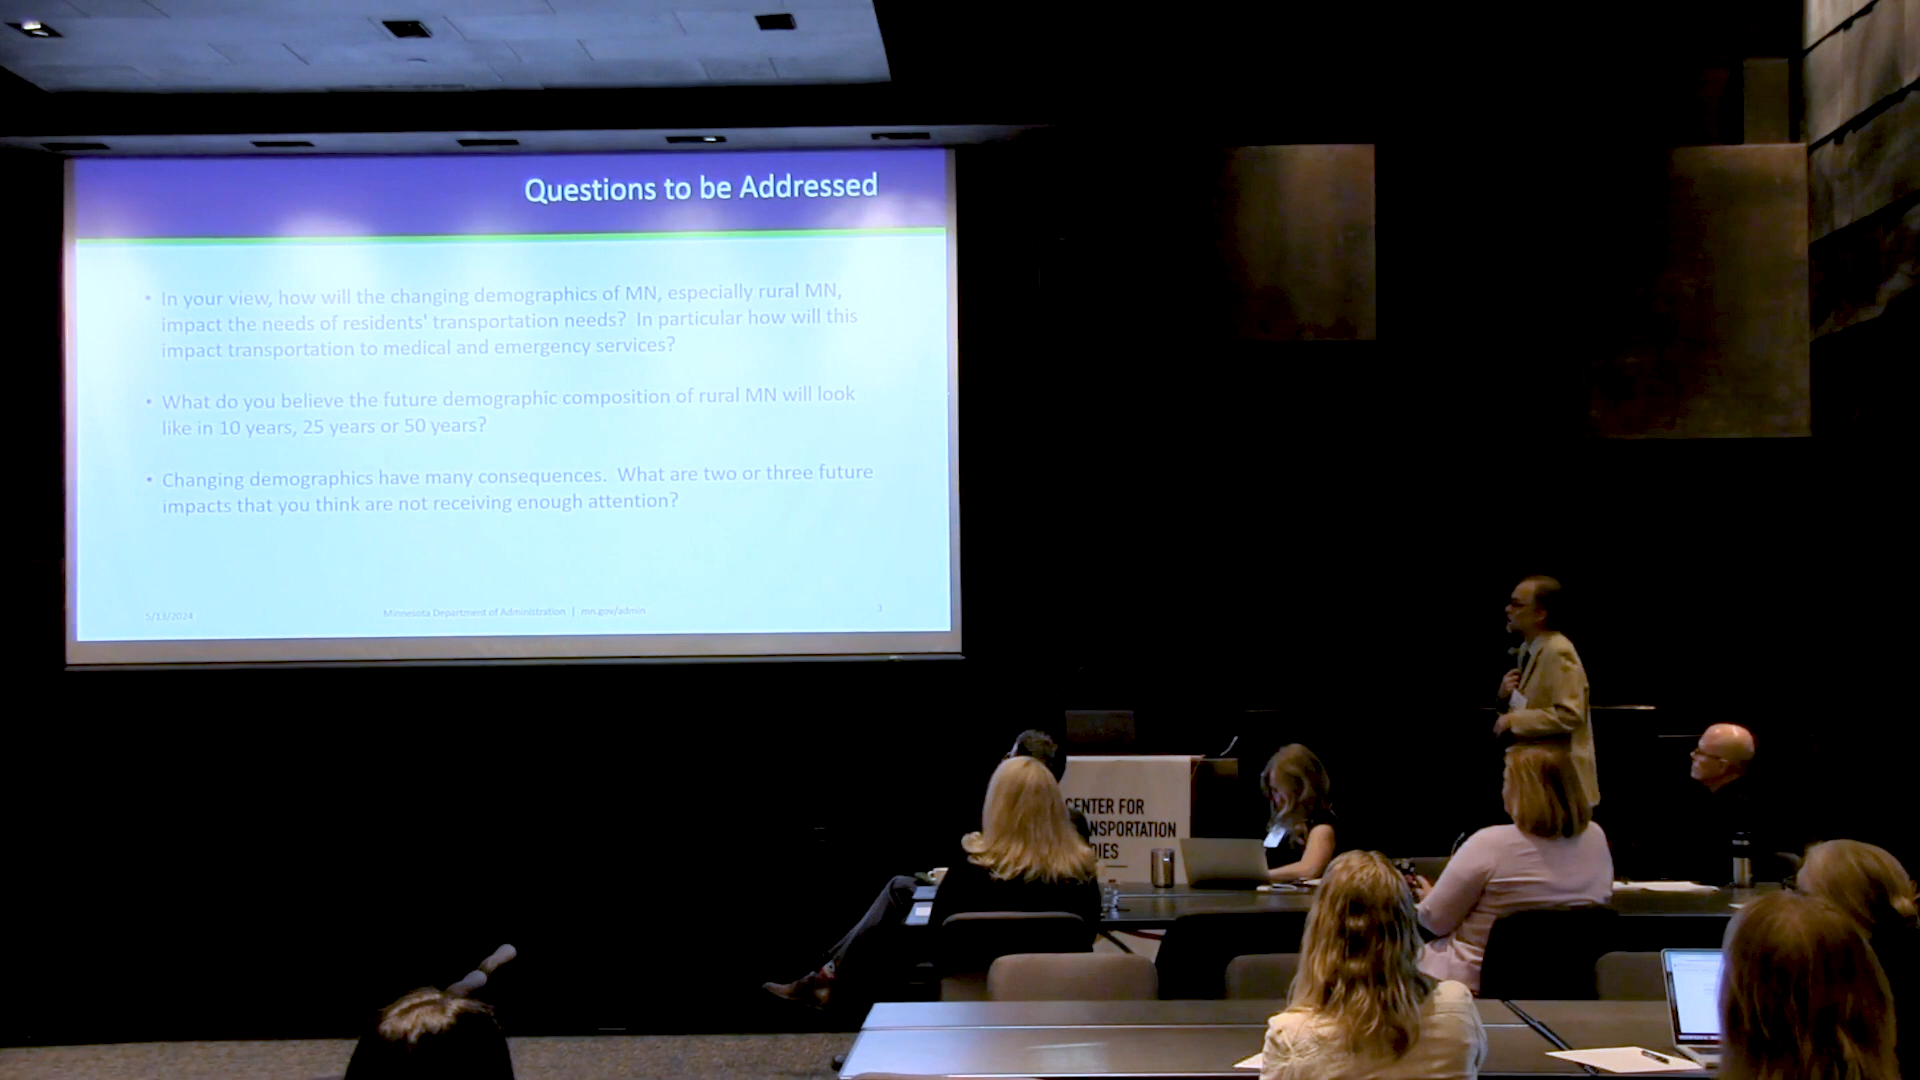 Questions to be Addressed
• In your view, how will the changing demographics of MN, especially rural MN,
impact the needs of residents' transportation needs?  In particular how will this
impact transportation to medical and emergency services?
• What do you believe the future demographic composition of rural MN will look
like in 10 years, 25 years or 50 years?
• Changing demographics have many consequences.  What are two or three future
impacts that you think are not receiving enough attention?
5/13/2024
Minnesota Department of Administration | mn.gov/admin
3
CENTER FOR
NSPORTATION
DIES